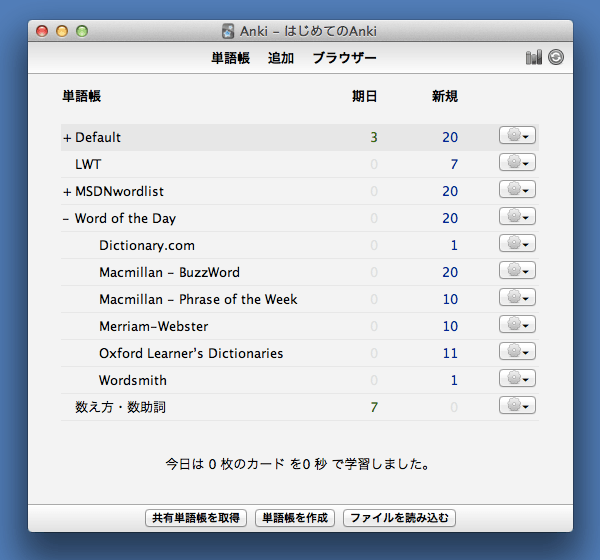 Anki – はじめてのAnki
単語帳 追加 ブラウザー
単語帳 期日 新規
+ Default 3 20
LWT 0 7
+ MSDNwordlist 0 20
– Word of the Day 0 20
Dictionary.com 0 1
Macmillan – BuzzWord 0 20
Macmillan – Phrase of the Week 0 10
Merriam-Webster 0 10
Oxford Learner's Dictionaries 0 11
Wordsmith 0 1
数え方・数助詞 7 0
今日は 0 枚のカード を0 秒 で学習しました。
共有単語帳を取得 単語帳を作成 ファイルを読み込む